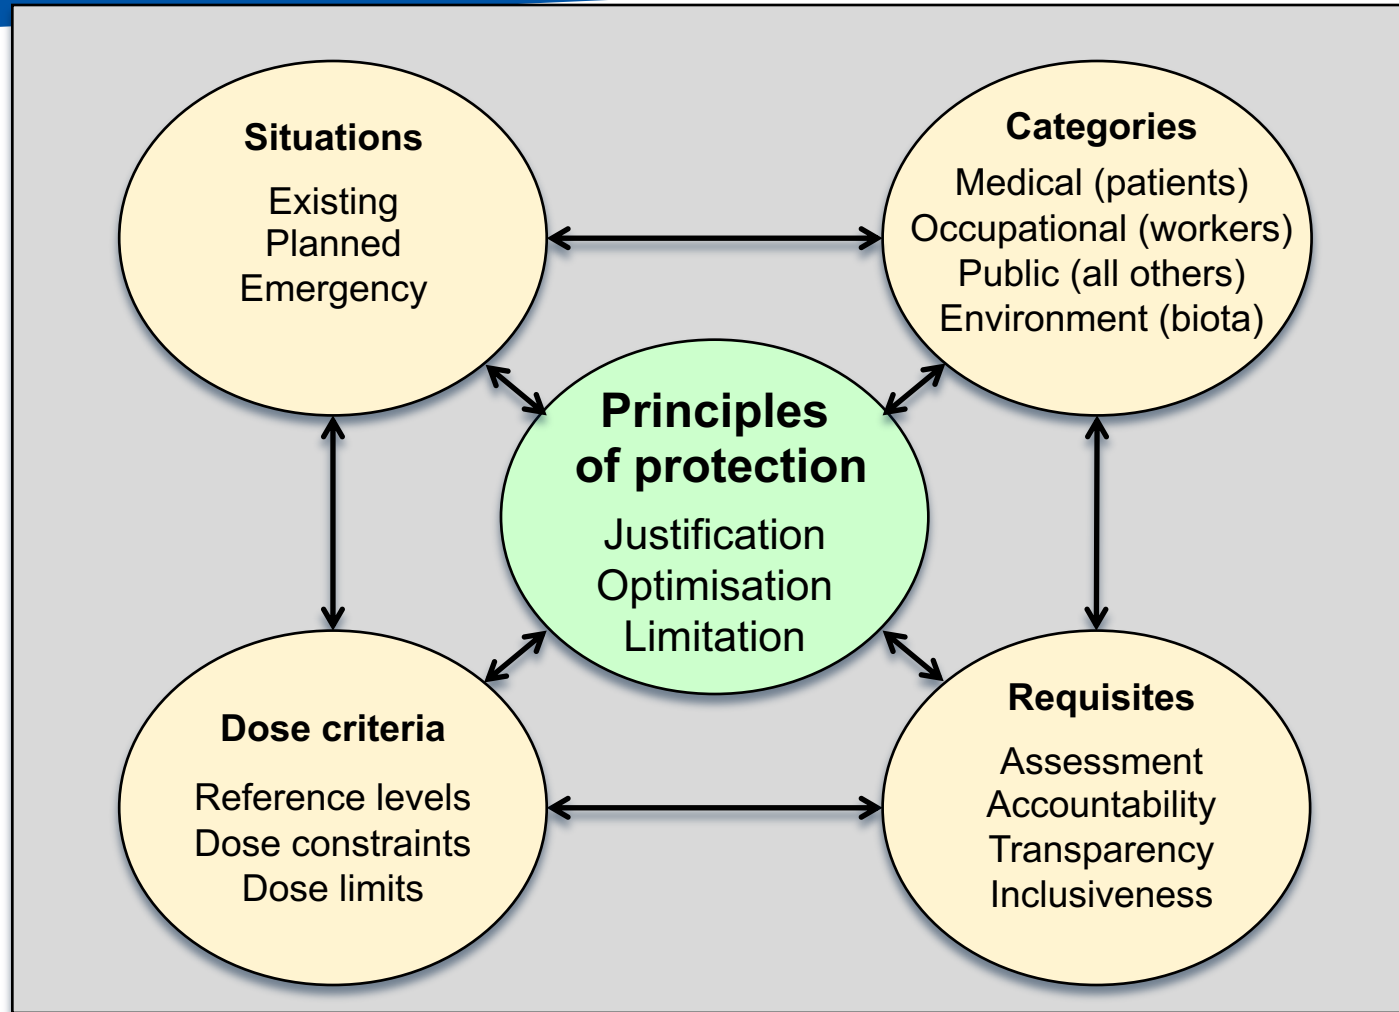 Situations
Existing
Planned
Emergency
Categories
Medical (patients)
Occupational (workers)
Public (all others)
Environment (biota)
Principles
of protection
Justification
Optimisation
Limitation
Dose criteria
Reference levels
Dose constraints
Dose limits
Requisites
Assessment
Accountability
Transparency
Inclusiveness